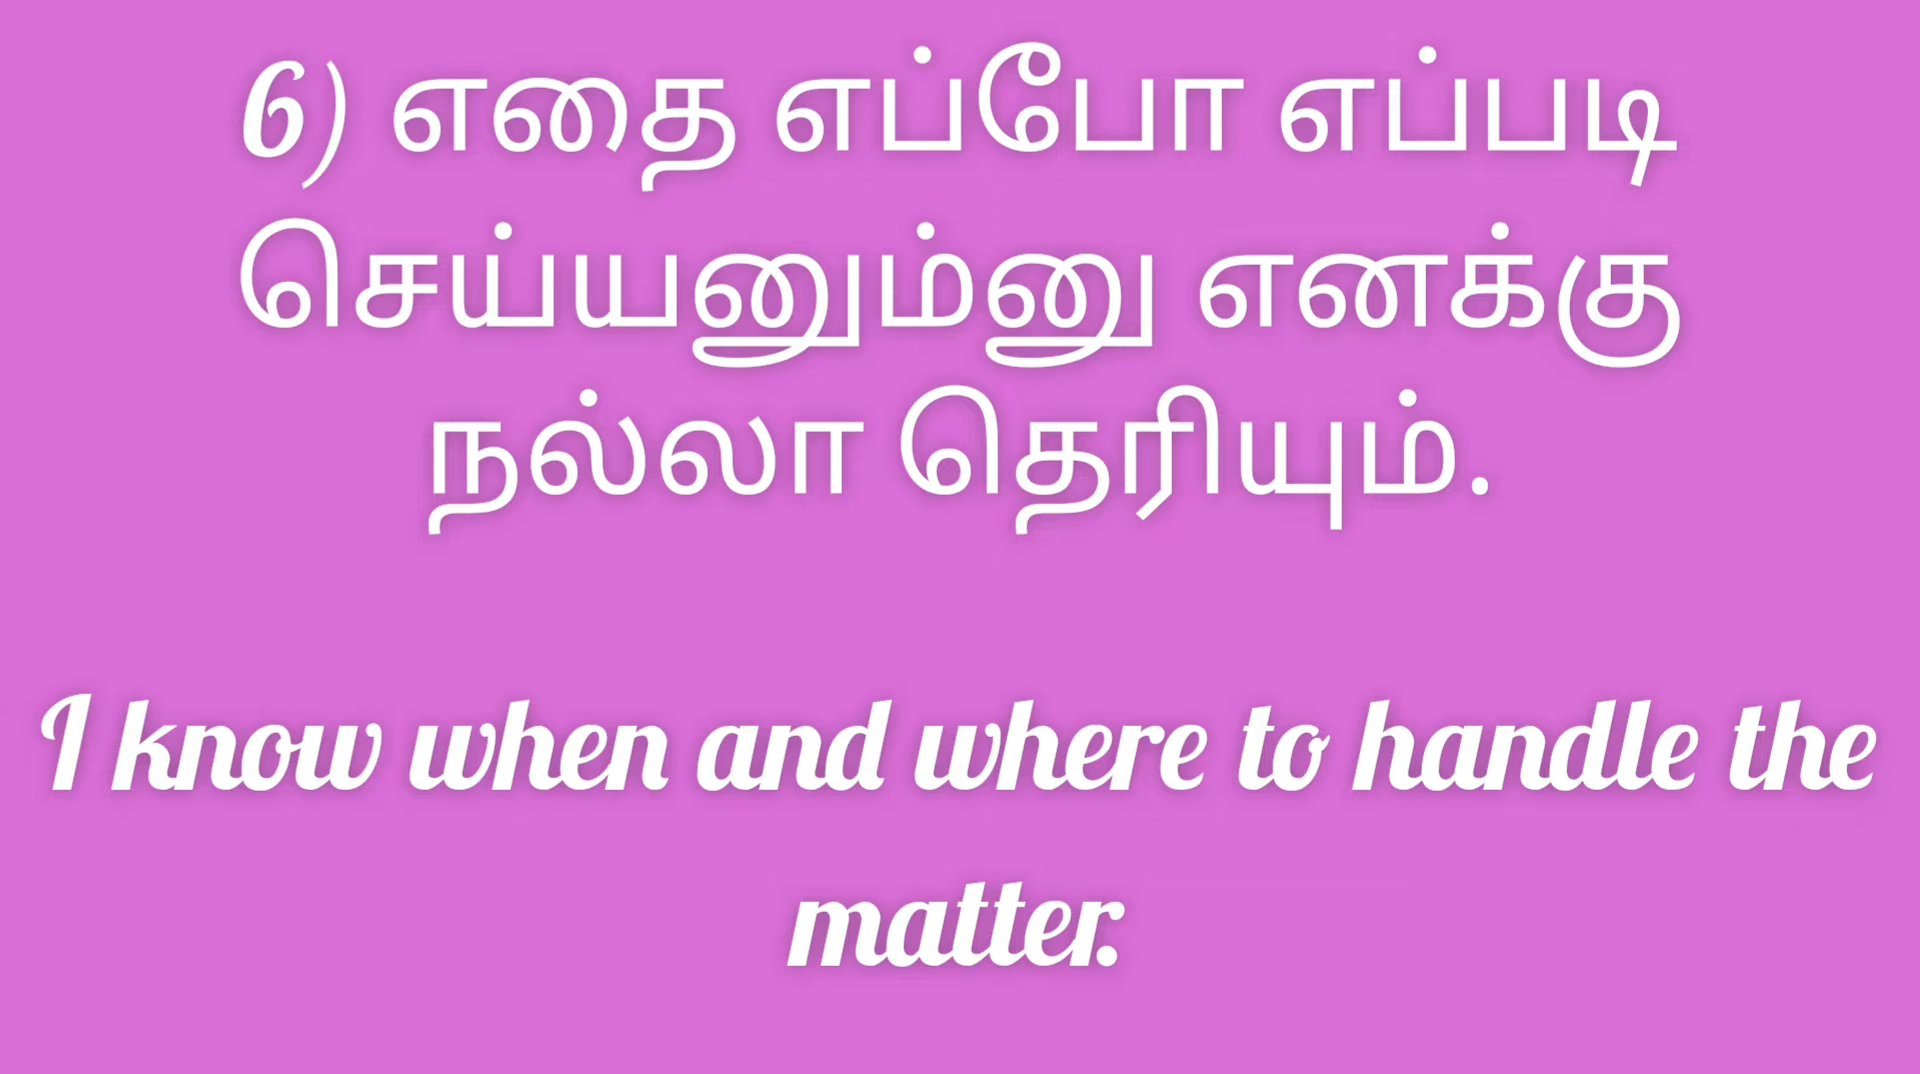 6) எதை எப்போ எப்படி
செய்யனும்னு எனக்கு
நல்லா தெரியும்.
I know when and where to handle the
matter.